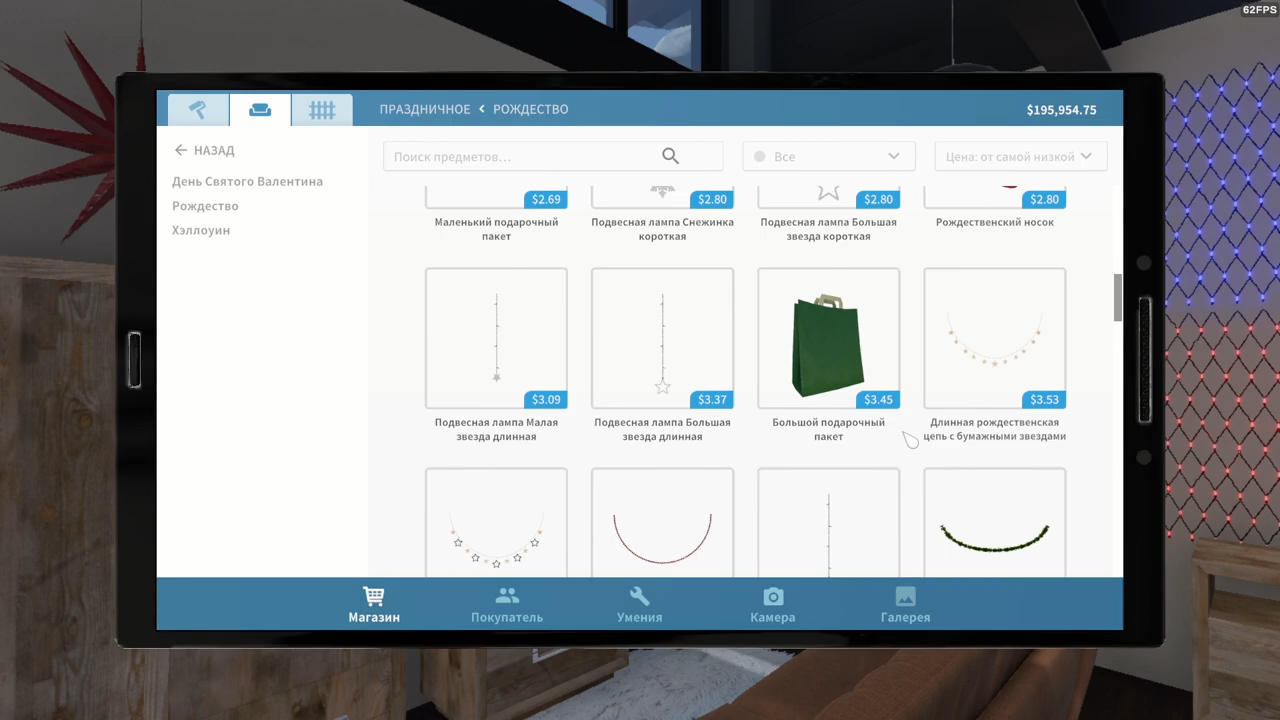 62FPS
ПРАЗДНИЧНОЕ < РОЖДЕСТВО
$195,954.75
НАЗАД
День Святого Валентина
Рождество
Хэллоуин
Поиск предметов...
Все
Цена: от самой низкой
$2.69
$2.80
$2.80
$2.80
Маленький подарочный
пакет
Подвесная лампа Снежинка
короткая
Подвесная лампа Большая
звезда короткая
Рождественский носок
$3.09
$3.37
$3.45
$3.53
Подвесная лампа Малая
звезда длинная
Подвесная лампа Большая
звезда длинная
Большой подарочный
пакет
Длинная рождественская
цепь с бумажными звездами
Магазин
Покупатель
Умения
Камера
Галерея